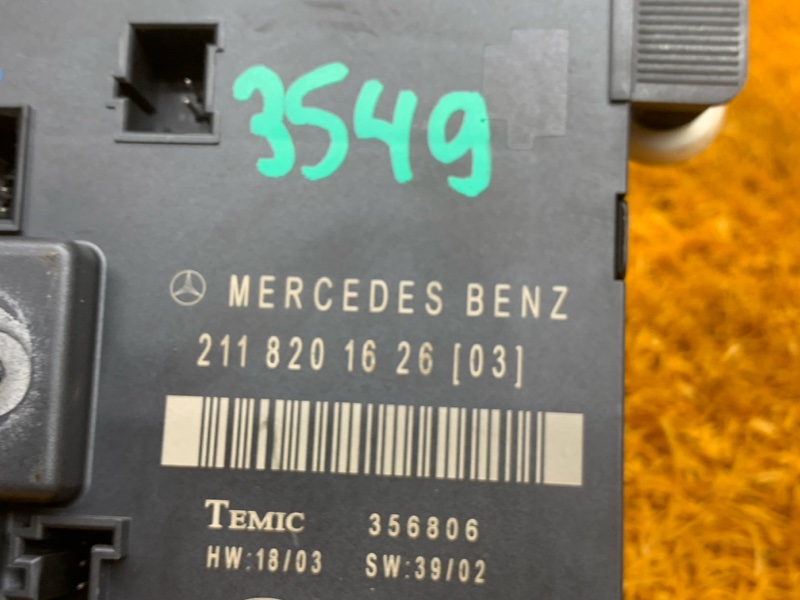 3549
MERCEDES BENZ
211 820 16 26 [03]
TEMIC 356806
HW:18/03 SW:39/02